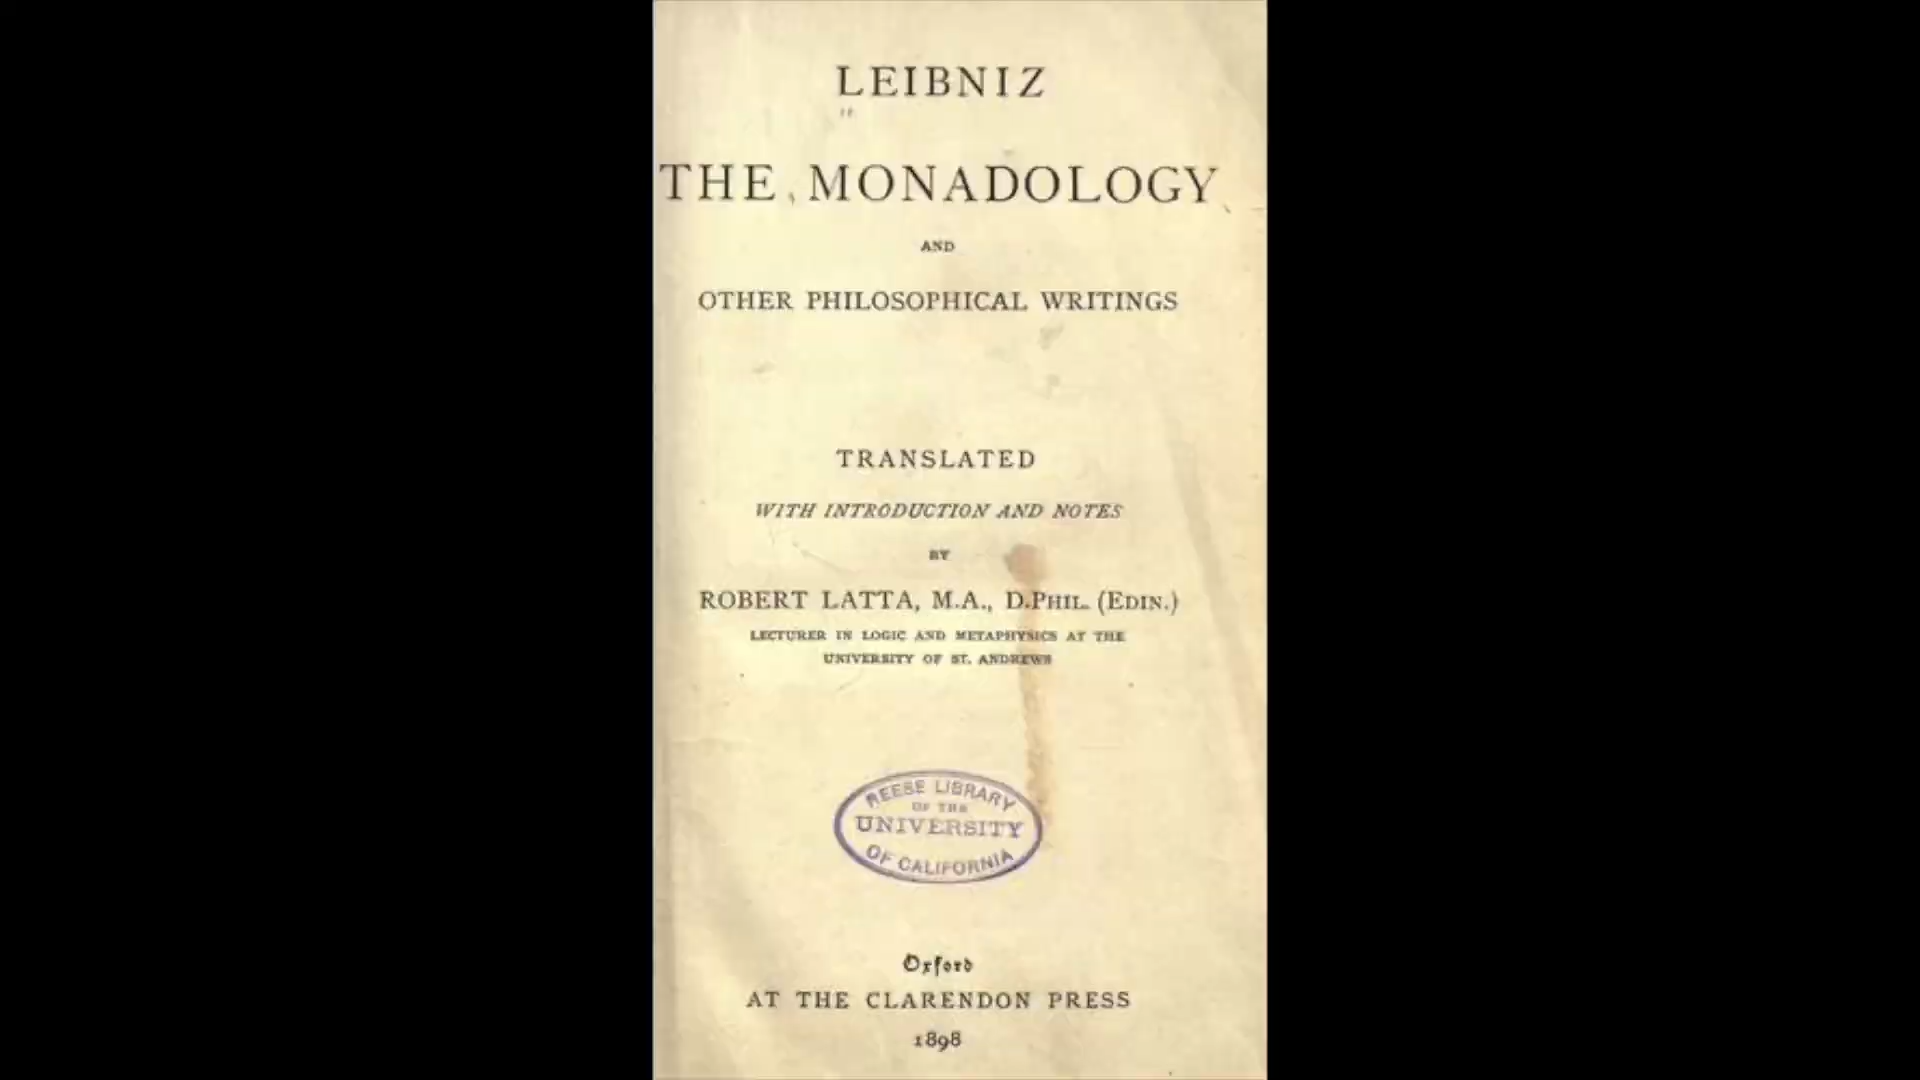 LEIBNIZ
THE MONADOLOGY
AND
OTHER PHILOSOPHICAL WRITINGS
TRANSLATED
WITH INTRODUCTION AND NOTES
BY
ROBERT LATTA, M.A., D.PHIL. (EDIN.)
LECTURER IN LOGIC AND METAPHYSICS AT THE
UNIVERSITY OF ST. ANDREWS
REESE LIBRARY
OF THE
UNIVERSITY
OF CALIFORNIA
Oxford
AT THE CLARENDON PRESS
1898